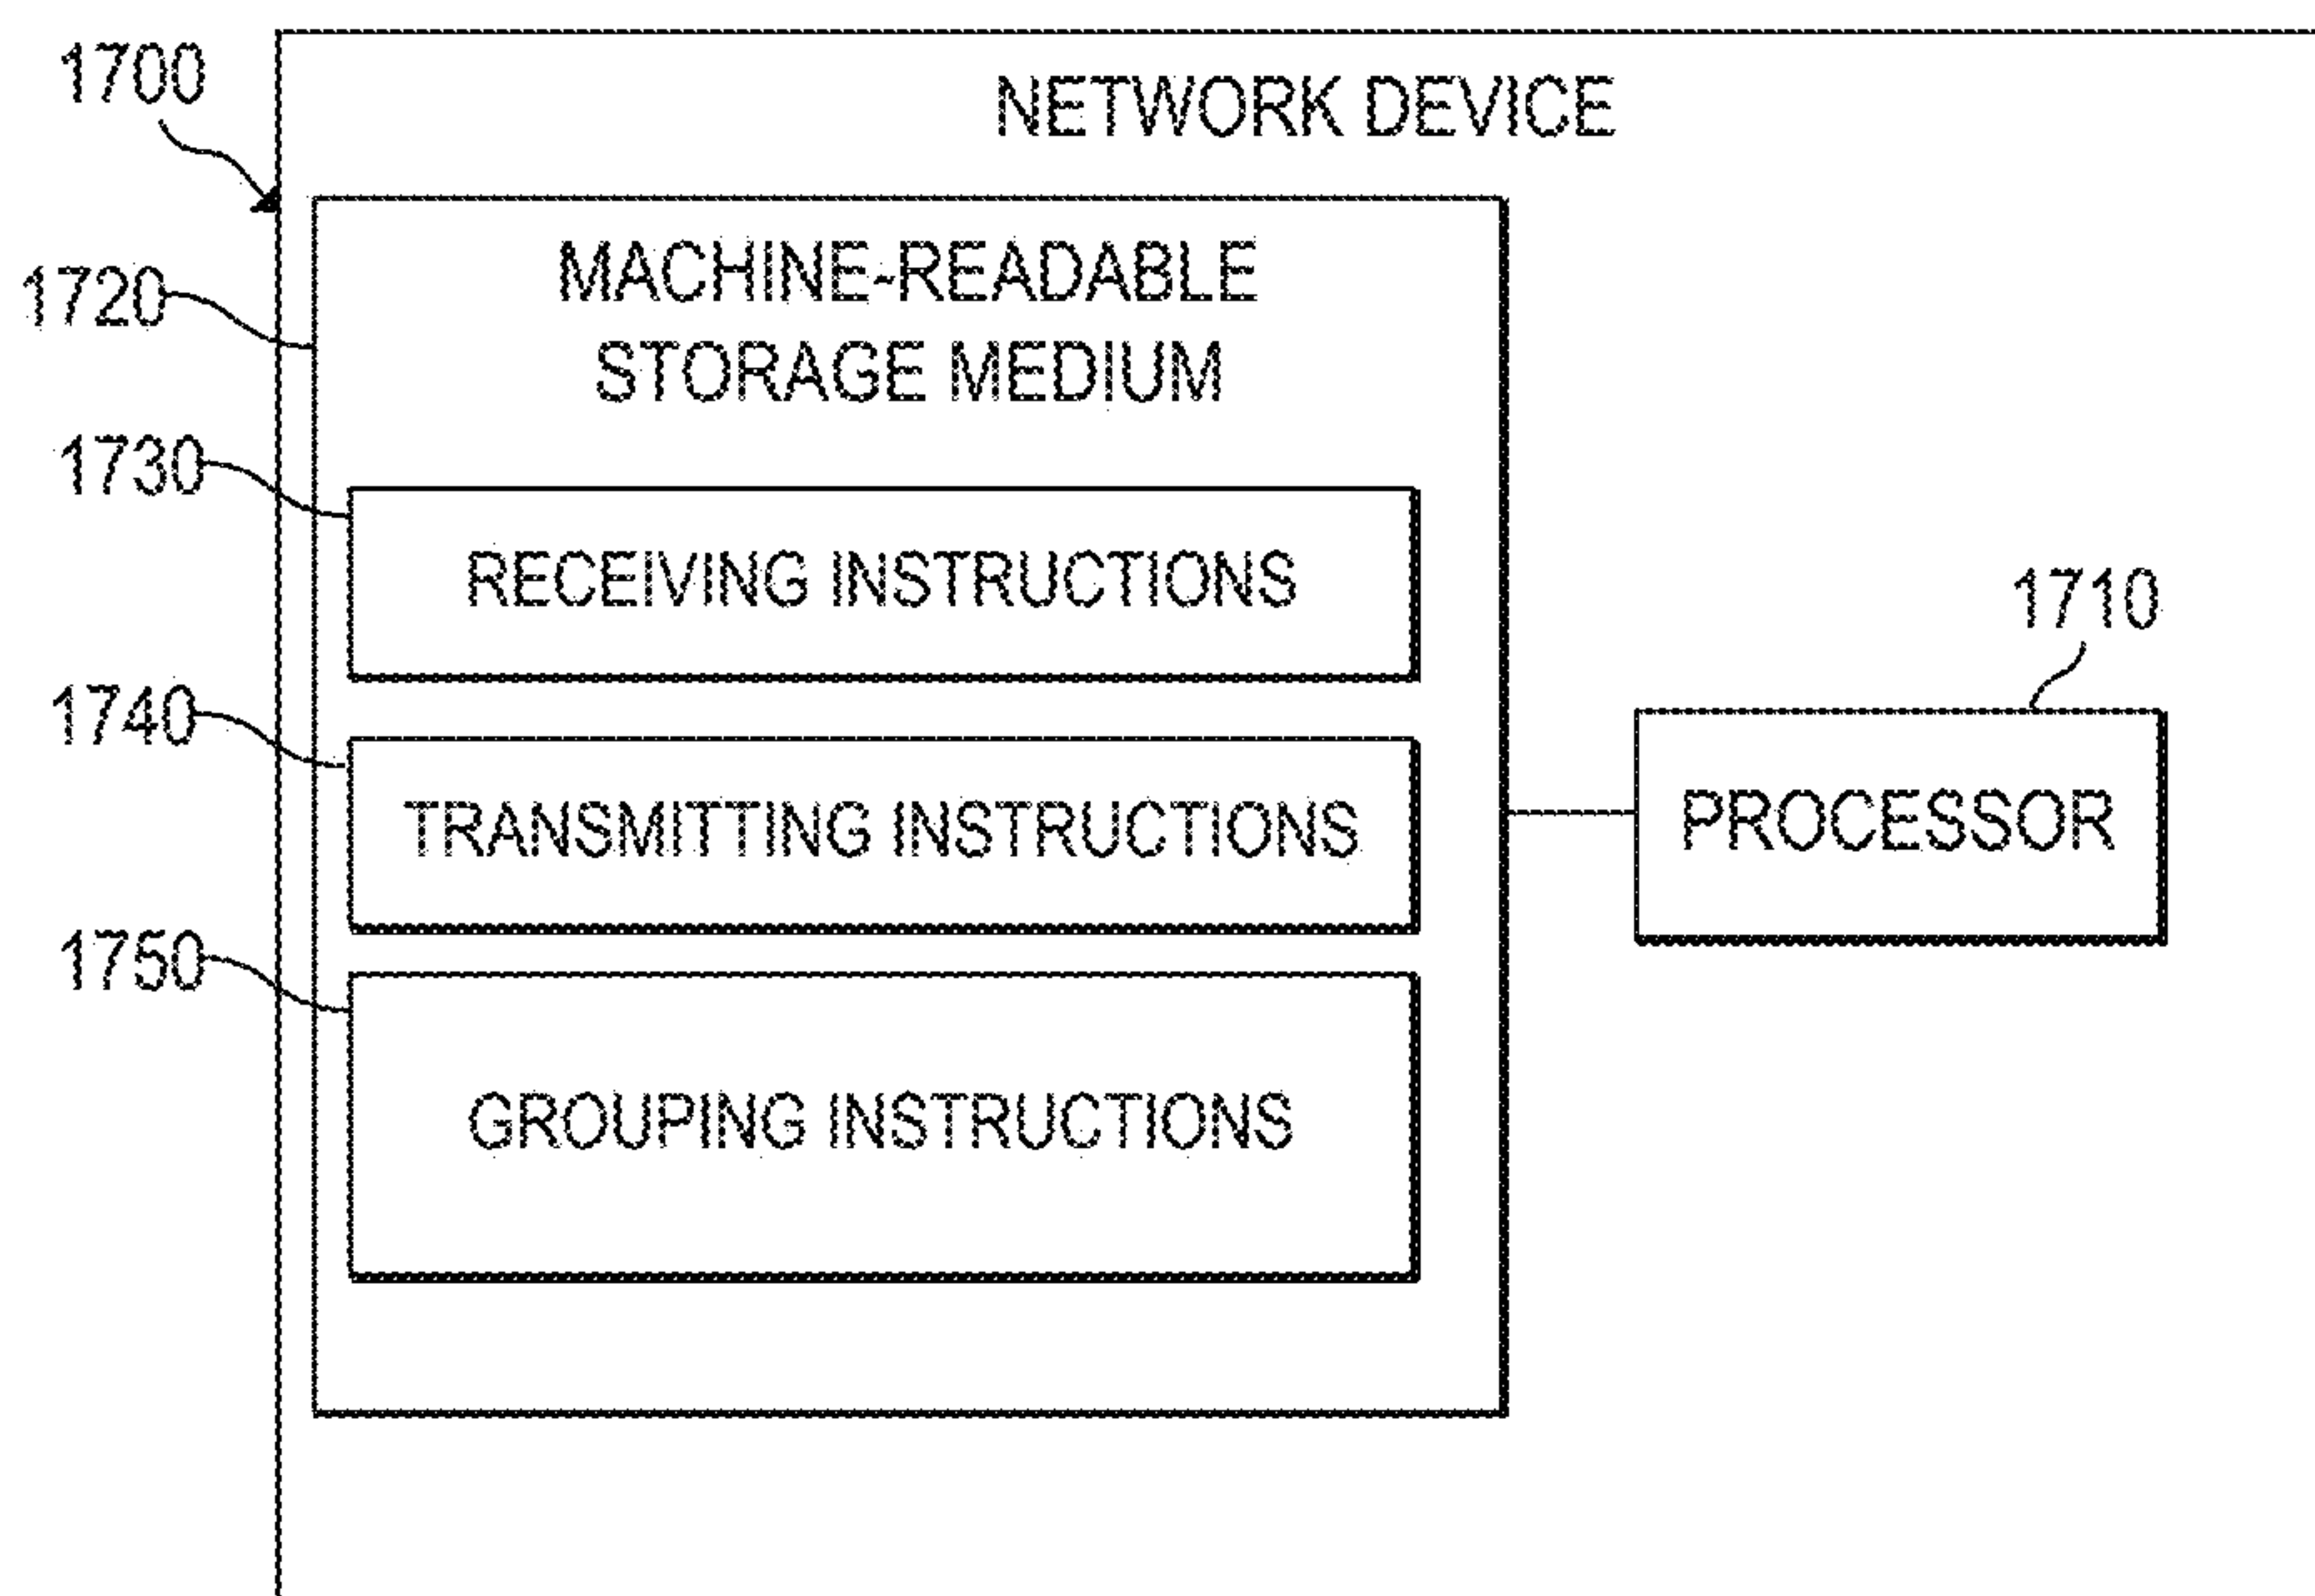 1700
NETWORK DEVICE
1720
MACHINE-READABLE
STORAGE MEDIUM
1730
RECEIVING INSTRUCTIONS
1710
1740
TRANSMITTING INSTRUCTIONS
PROCESSOR
1750
GROUPING INSTRUCTIONS